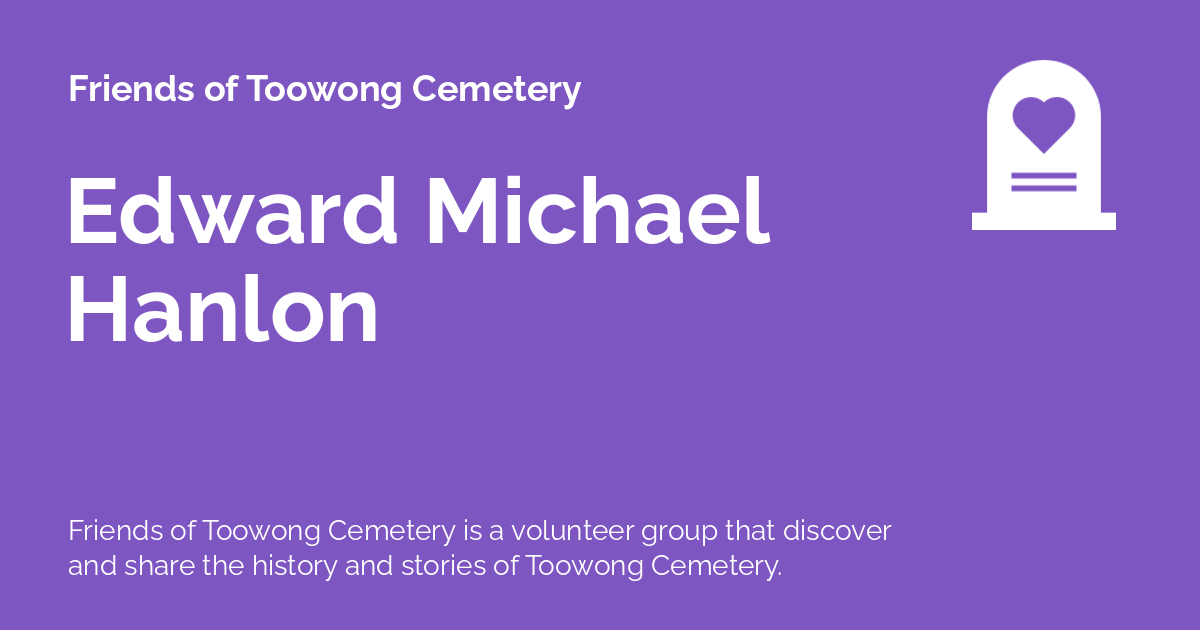 Friends of Toowong Cemetery
Edward Michael
Hanlon
Friends of Toowong Cemetery is a volunteer group that discover
and share the history and stories of Toowong Cemetery.